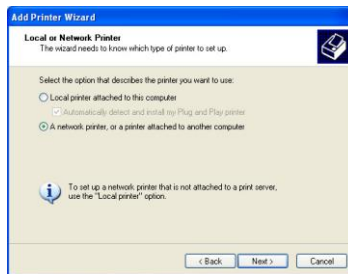 Add Printer Wizard
Local or Network Printer
The wizard needs to know which type of printer to set up.
Select the option that describes the printer you want to use:
Local printer attached to this computer
Automatically detect and install my Plug and Play printer
A network printer, or a printer attached to another computer
To set up a network printer that is not attached to a print server,
use the "Local printer" option.
< Back Next > Cancel